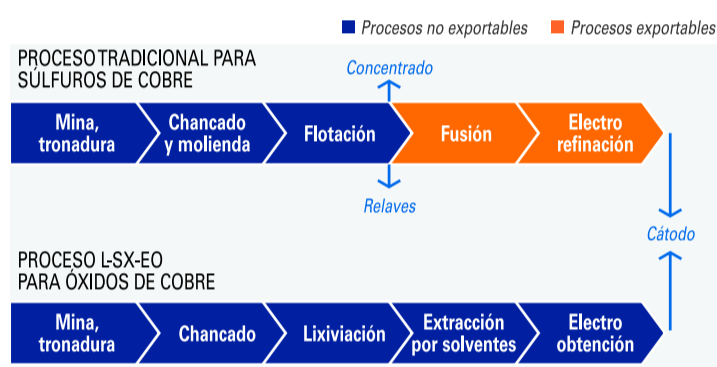 Procesos no exportables
Procesos exportables
PROCESO TRADICIONAL PARA
SÚLFUROS DE COBRE
Concentrado
Mina,
tronadura
Chancado
y molienda
Flotación
Fusión
Electro
refinación
Relaves
Cátodo
PROCESO L-SX-EO
PARA ÓXIDOS DE COBRE
Mina,
tronadura
Chancado
Lixiviación
Extracción
por solventes
Electro
obtención